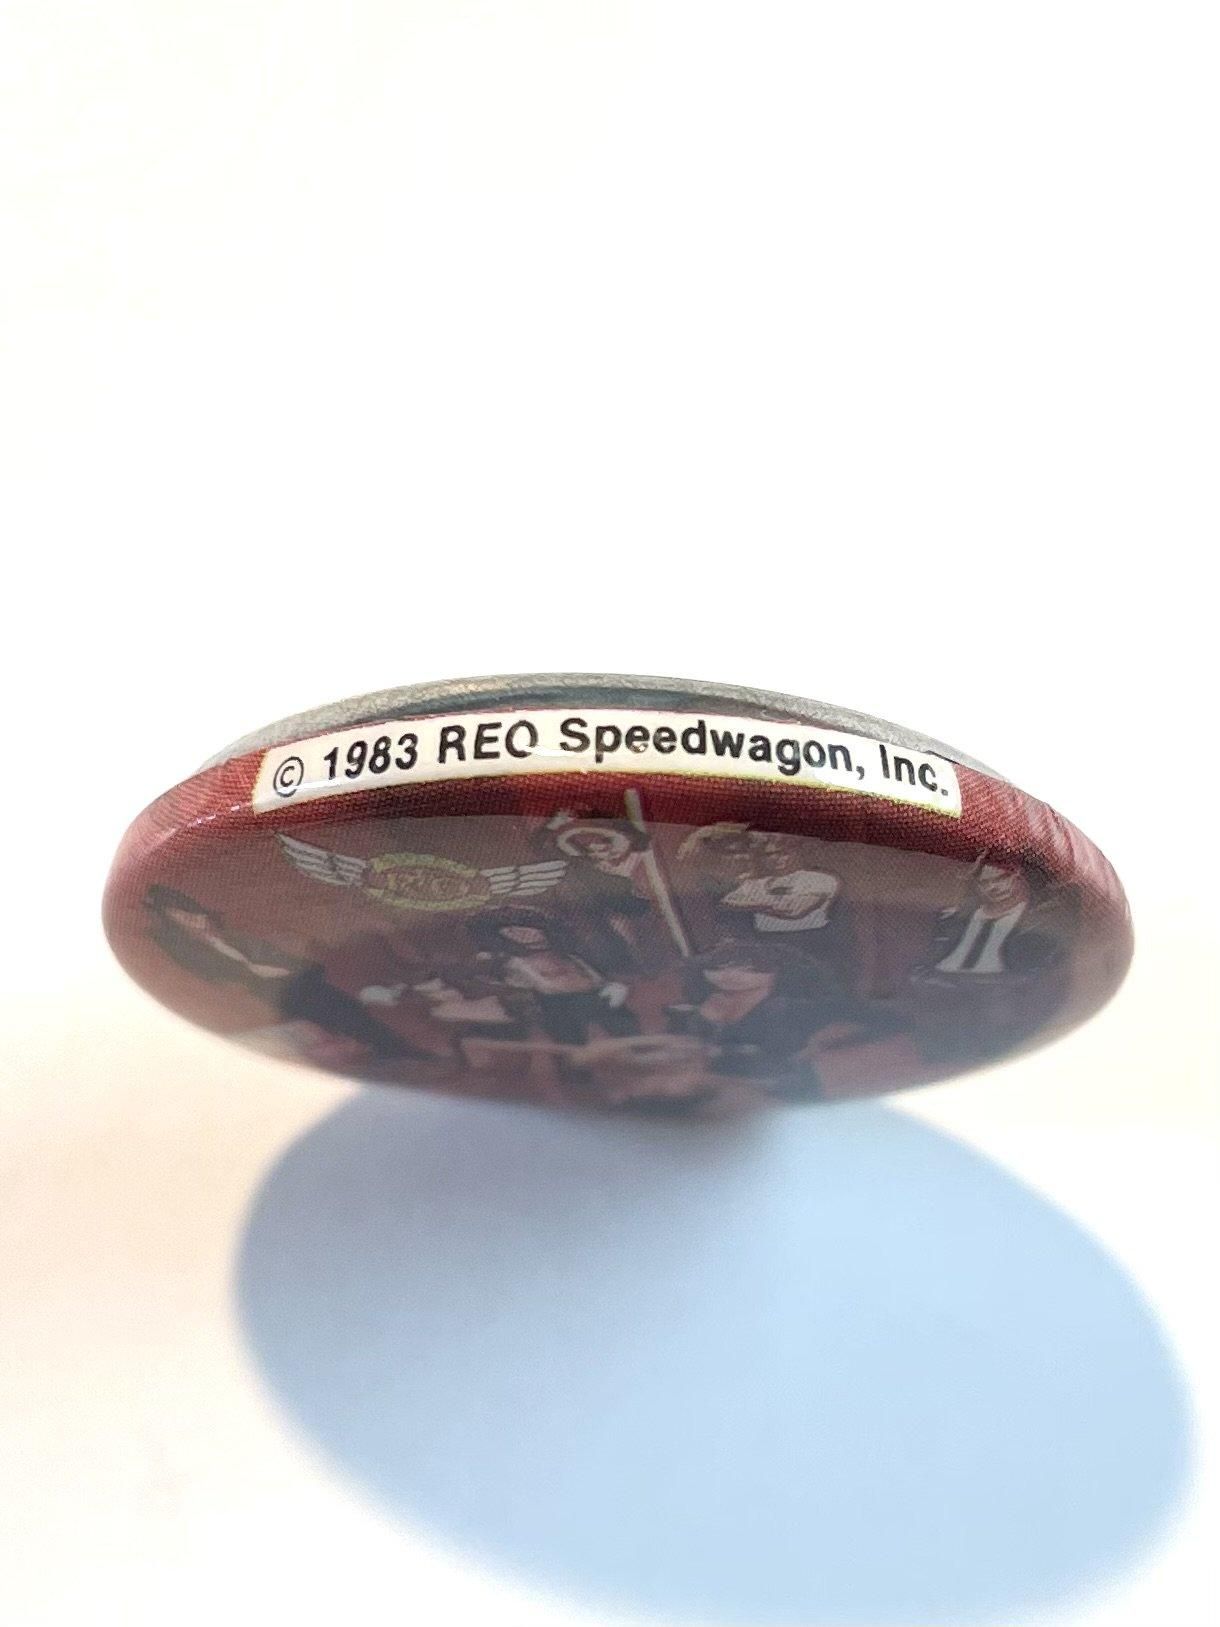 © 1983 REO Speedwagon, Inc.